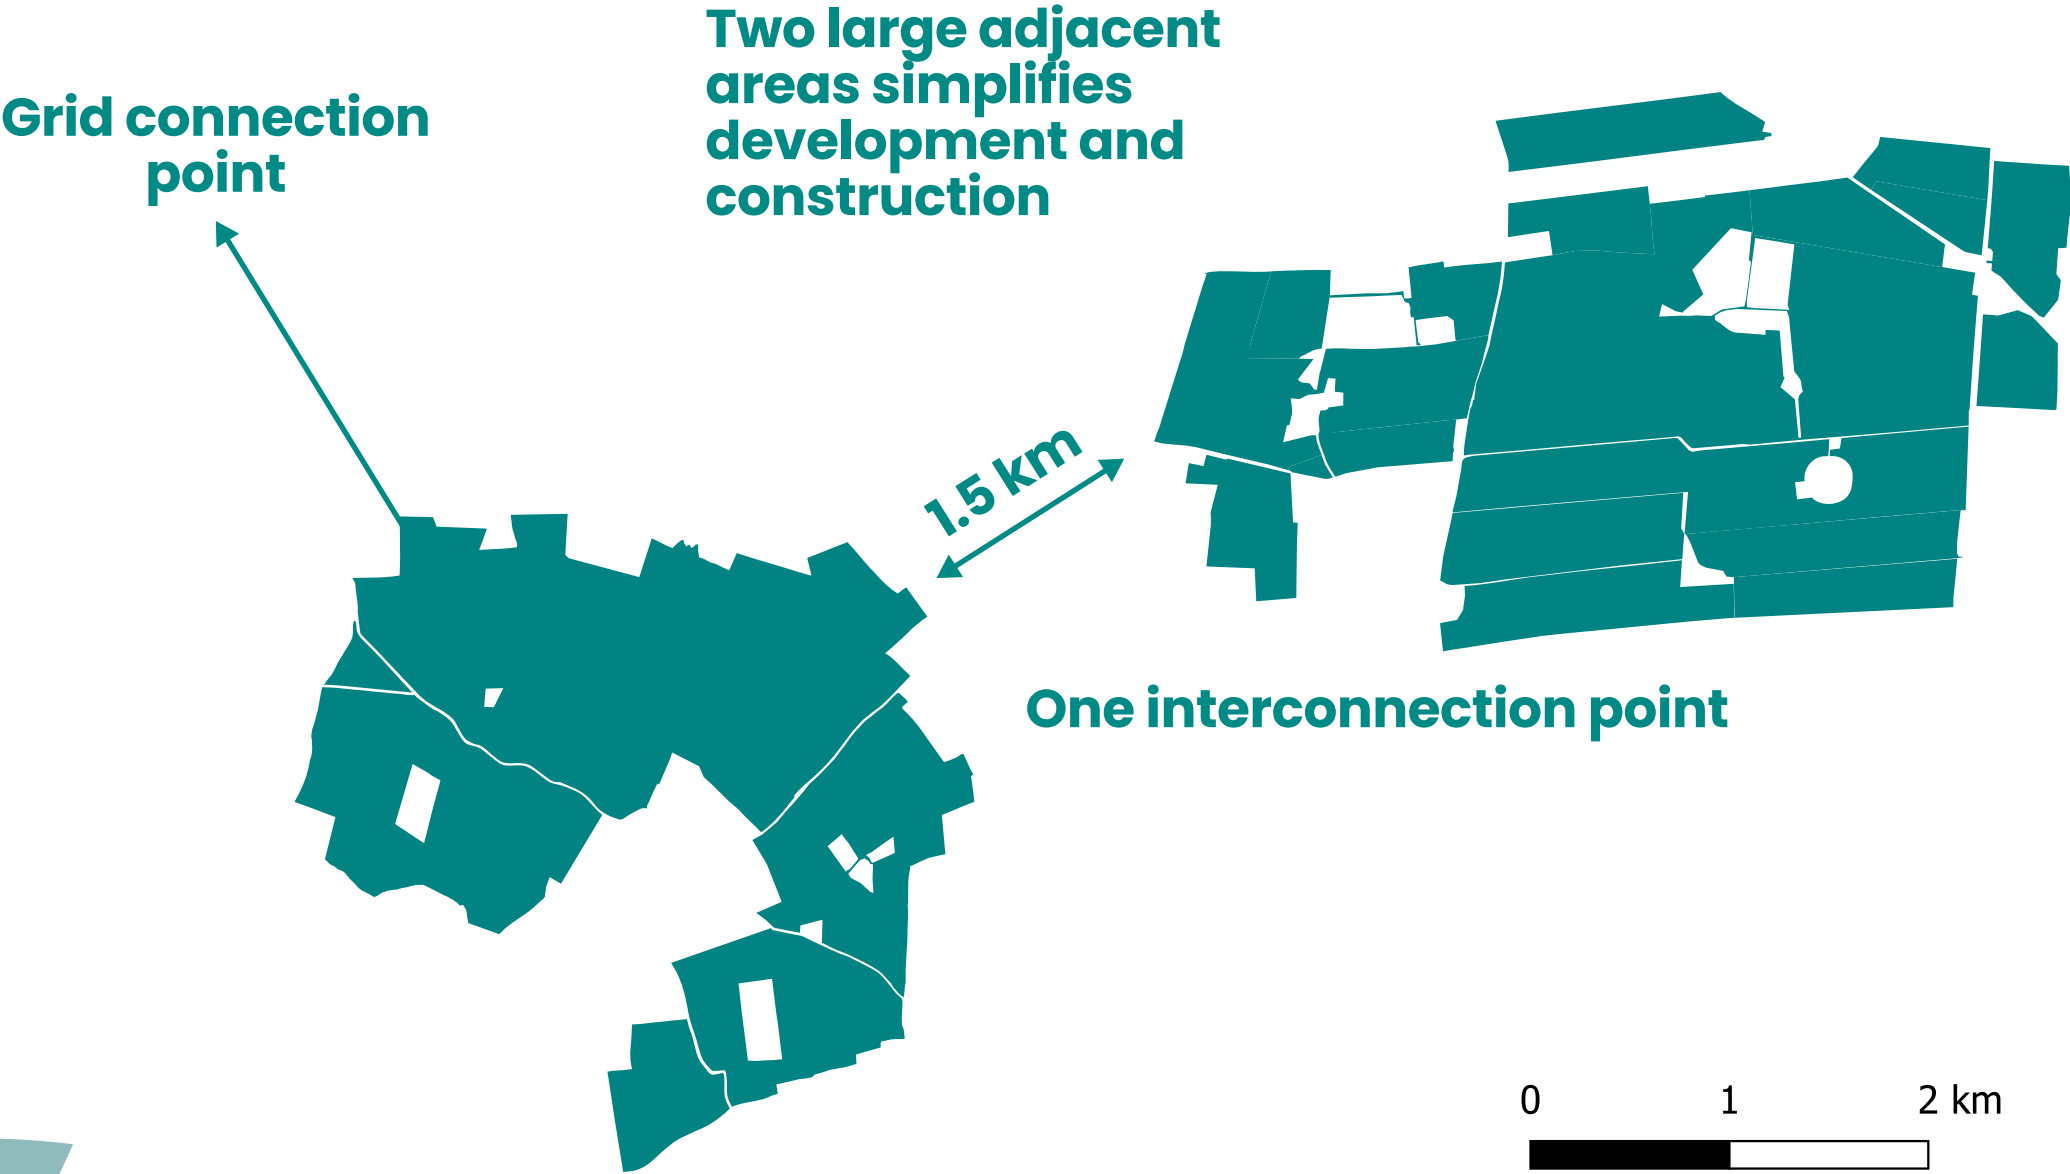 Two large adjacent
areas simplifies
development and
construction
Grid connection
point
1.5 km
One interconnection point
0 1 2 km